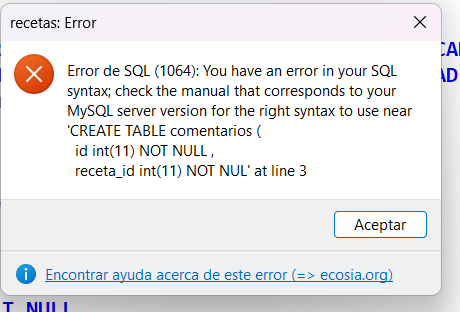 recetas: Error
CA
Error de SQL (1064): You have an error in your SQL
AD
syntax; check the manual that corresponds to your
MySQL server version for the right syntax to use near
'CREATE TABLE comentarios (
id int(11) NOT NULL ,
receta_id int(11) NOT NUL' at line 3
Aceptar
Encontrar ayuda acerca de este error (=> ecosia.org)
T NULL